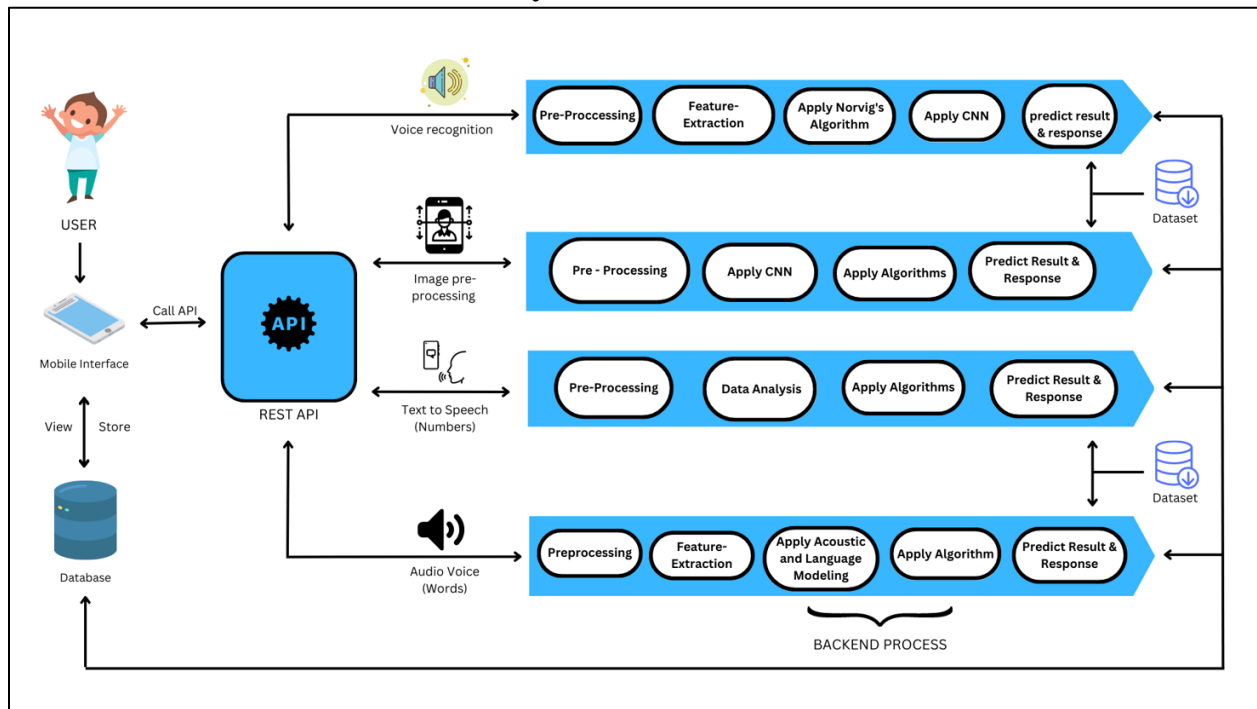 Voice recognition
Pre-Proccessing
Feature-
Extraction
Apply Norvig's
Algorithm
Apply CNN
predict result
& response
USER
Dataset
Image pre-
processing
Pre - Processing
Apply CNN
Apply Algorithms
Predict Result &
Response
Call API
API
Mobile Interface
REST API
Text to Speech
(Numbers)
Pre-Processing
Data Analysis
Apply Algorithms
Predict Result &
Response
View
Store
Dataset
Database
Audio Voice
(Words)
Preprocessing
Feature-
Extraction
Apply Acoustic
and Language
Modeling
Apply Algorithm
Predict Result &
Response
BACKEND PROCESS